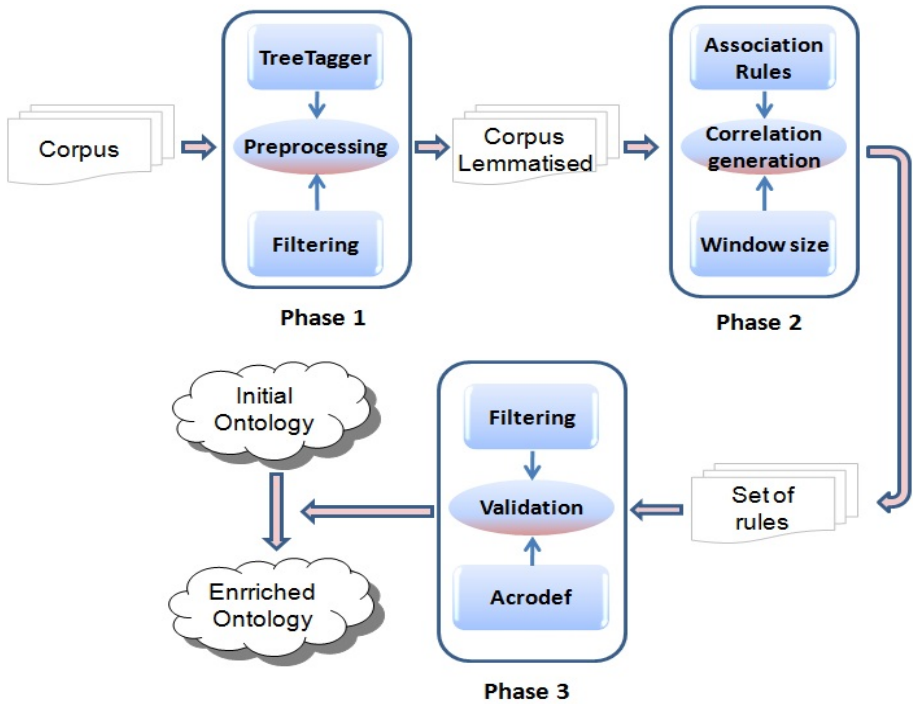 TreeTagger
Corpus
Preprocessing
Filtering
Phase 1
Corpus
Lemmatised
Association
Rules
Correlation
generation
Window size
Phase 2
Set of
rules
Filtering
Validation
Acrodef
Phase 3
Initial
Ontology
Enrriched
Ontology